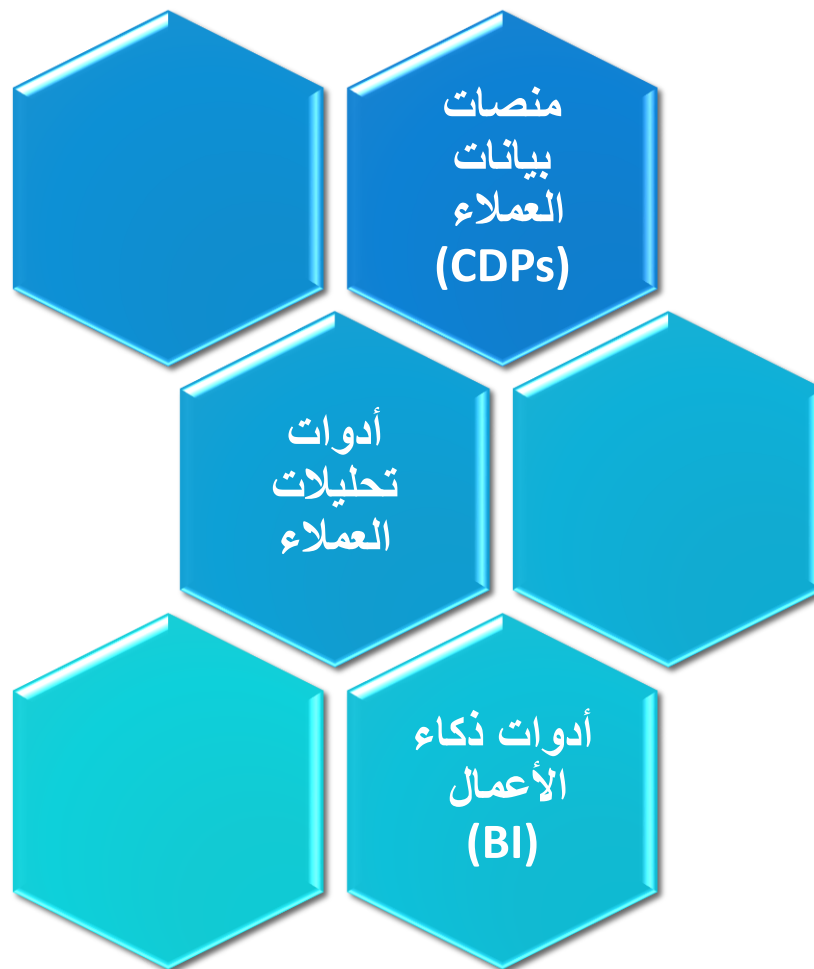 منصات
بيانات
العملاء
(CDPs)
أدوات
تحليلات
العملاء
أدوات ذكاء
الأعمال
(BI)